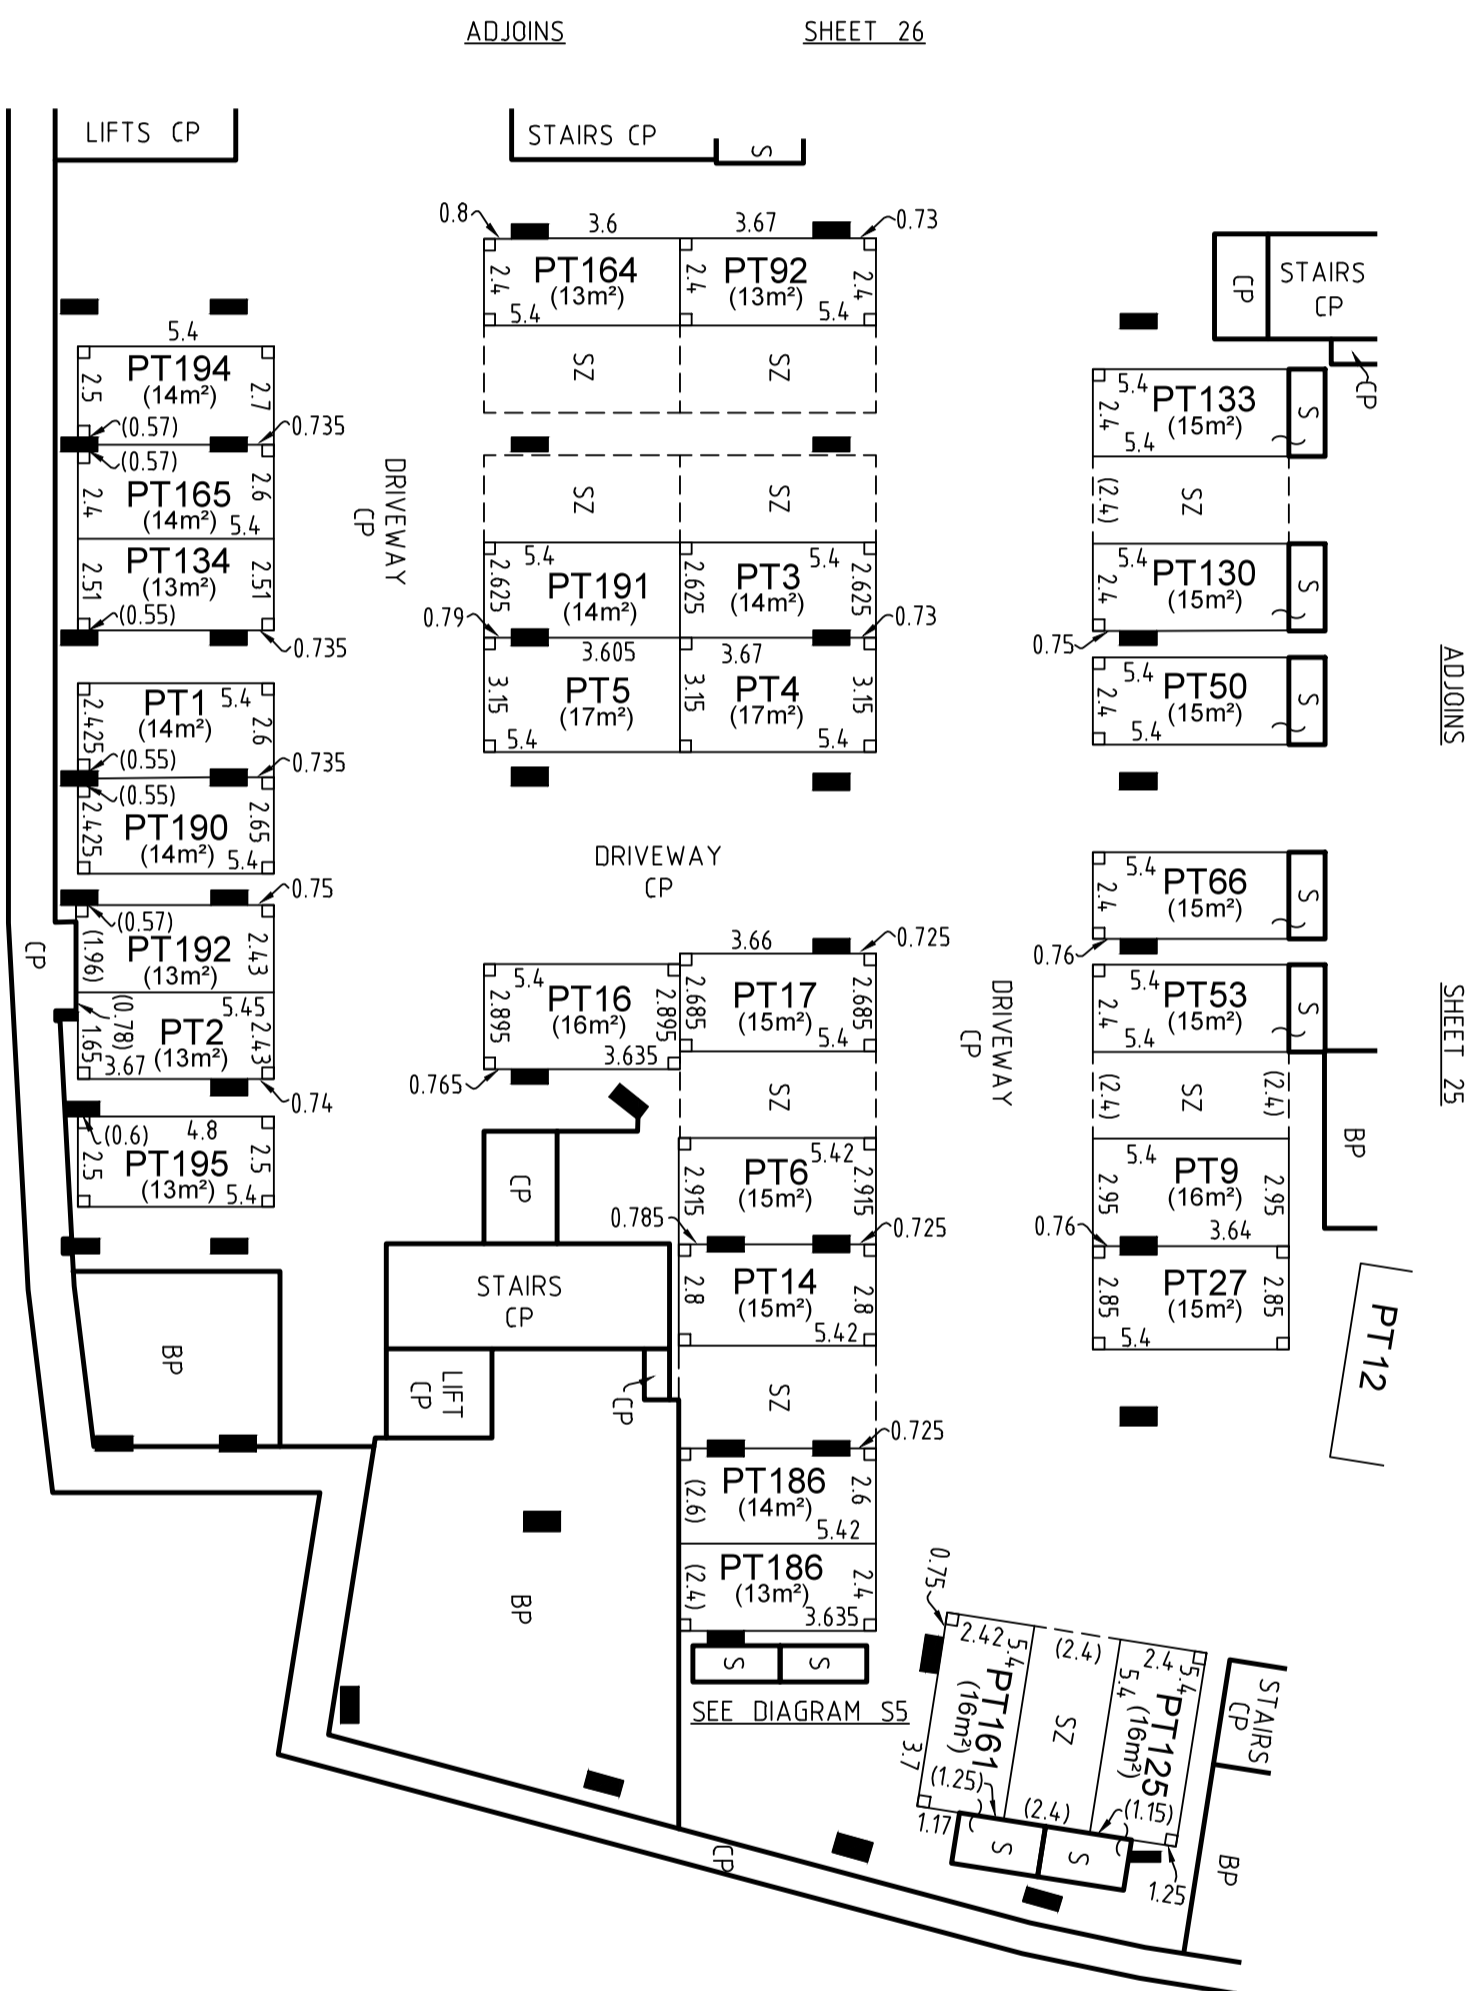 ADJOINS
SHEET 26
LIFTS CP
STAIRS CP
S
0.8
3.6
3.67
0.73
PT164
(13m²)
2.4
5.4
PT92
(13m²)
2.4
2.4
5.4
SZ
SZ
CP
STAIRS
CP
CP
5.4
PT194
(14m²)
2.5
2.7
(0.57)
0.735
(0.57)
PT165
(14m²)
2.4
2.6
5.4
PT134
(13m²)
2.51
2.51
(0.55)
0.735
DRIVEWAY
CP
SZ
SZ
5.4
PT191
(14m²)
2.625
2.625
PT3
(14m²)
5.4
2.625
0.79
0.73
3.605
3.67
PT5
(17m²)
3.15
5.4
3.15
PT4
(17m²)
3.15
5.4
5.4
PT133
(15m²)
2.4
5.4
S
(2.4)
SZ
5.4
PT130
(15m²)
2.4
S
0.75
5.4
PT50
(15m²)
2.4
5.4
S
ADJOINS
SHEET 25
PT1
(14m²)
5.4
2.425
2.6
(0.55)
0.735
(0.55)
PT190
(14m²)
2.425
2.65
5.4
0.75
(0.57)
PT192
(13m²)
(1.96)
2.43
CP
5.45
(0.78)
PT2
(13m²)
1.65
2.43
3.67
0.74
(0.6)
4.8
PT195
(13m²)
2.5
2.5
5.4
DRIVEWAY
CP
5.4
PT16
(16m²)
2.895
2.895
3.635
0.765
3.66
0.725
PT17
(15m²)
2.685
2.685
5.4
SZ
DRIVEWAY
CP
5.4
PT66
(15m²)
2.4
S
0.76
5.4
PT53
(15m²)
2.4
5.4
S
(2.4)
SZ
(2.4)
BP
5.4
PT9
(16m²)
2.95
2.95
0.76
3.64
PT27
(15m²)
2.85
2.85
5.4
PT12
CP
PT6
(15m²)
5.42
2.915
2.915
0.785
0.725
PT14
(15m²)
2.8
2.8
5.42
STAIRS
CP
LIFT
CP
CP
BP
SZ
0.725
PT186
(14m²)
(2.6)
2.6
5.42
PT186
(13m²)
(2.4)
2.4
3.635
S
S
SEE DIAGRAM S5
BP
0.75
2.42
5.4
PT161
(16m²)
3.7
(1.25)
1.17
(2.4)
SZ
(2.4)
2.4
5.4
5.4
PT125
(16m²)
(1.15)
1.25
S
S
STAIRS
CP
BP
CP